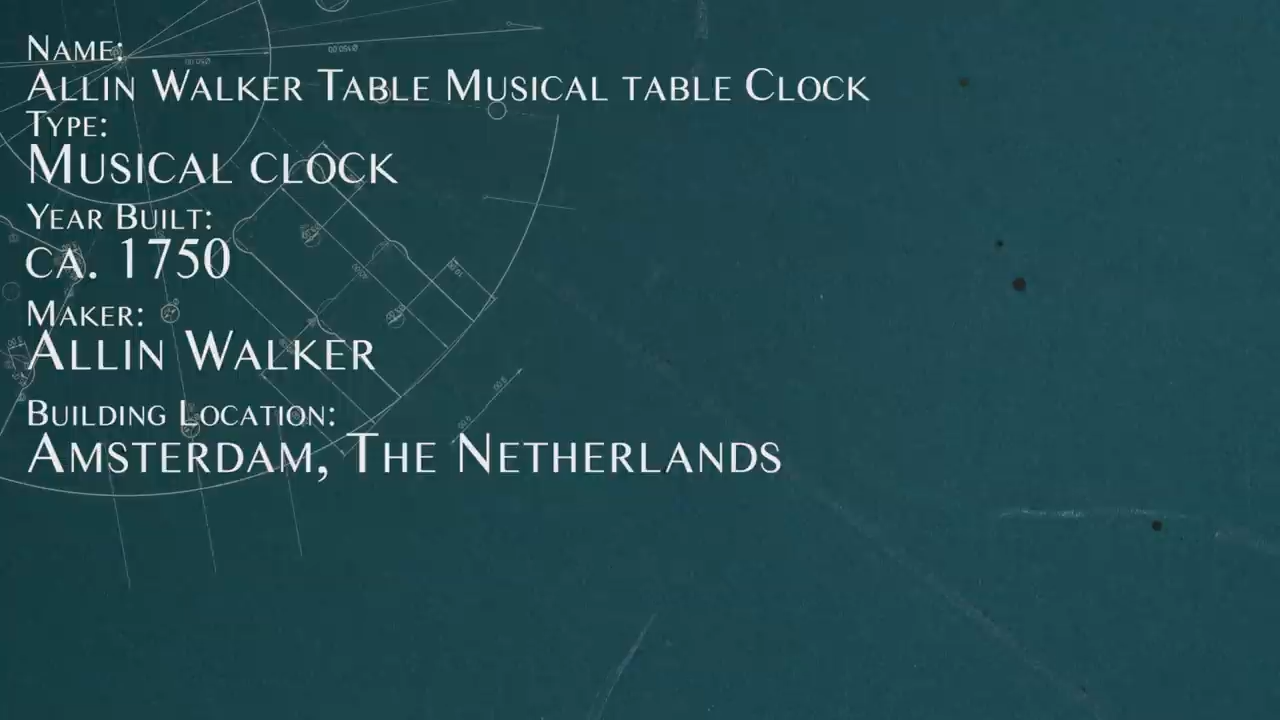 Name:
Allin Walker Table Musical table Clock
Type:
Musical clock
Year Built:
ca. 1750
Maker:
Allin Walker
Building Location:
Amsterdam, The Netherlands